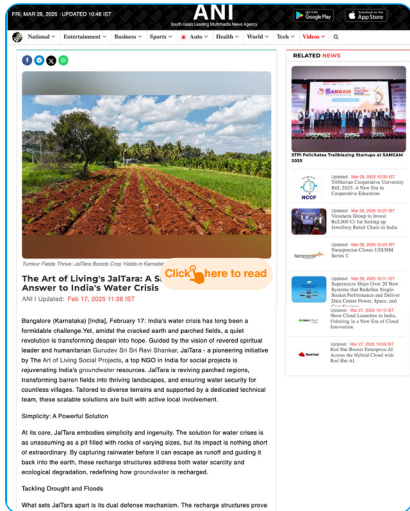 FRI, MAR 28, 2025 · UPDATED 10:48 IST
ANI
South Asia's Leading Multimedia News Agency
Google Play
App Store
National
Entertainment
Business
Sports
Auto
Health
World
Tech
Videos
Tumkur Fields Thrive: JalTara Boosts Crop Yields in Karnata
The Art of Living's JalTara: A S
Answer to India's Water Crisis
Click here to read
ANI | Updated: Feb 17, 2025 11:36 IST
Bangalore (Karnataka) [India], February 17: India's water crisis has long been a
formidable challenge.Yet, amidst the cracked earth and parched fields, a quiet
revolution is transforming despair into hope. Guided by the vision of revered spiritual
leader and humanitarian Gurudev Sri Sri Ravi Shankar, JalTara - a pioneering initiative
by The Art of Living Social Projects, a top NGO in India for social projects is
rejuvenating India's groundwater resources. JalTara is reviving parched regions,
transforming barren fields into thriving landscapes, and ensuring water security for
countless villages. Tailored to diverse terrains and supported by a dedicated technical
team, these scalable solutions are built with active local involvement.
Simplicity: A Powerful Solution
At its core, JalTara embodies simplicity and ingenuity. The solution for water crises is
as unassuming as a pit filled with rocks of varying sizes, but its impact is nothing short
of extraordinary. By capturing rainwater before it can escape as runoff and guiding it
back into the earth, these recharge structures address both water scarcity and
ecological degradation, redefining how groundwater is recharged.
Tackling Drought and Floods
What sets JalTara apart is its dual defense mechanism. The recharge structures prove
RELATED NEWS
SANGAM
STPI Felicitates Trailblazing Startups at SANGAM
2025
NCCF
Updated: Mar 28, 2025 10:50 IST
Tribhuvan Cooperative University
Bill, 2025: A New Era in
Cooperative Education
Updated: Mar 28, 2025 10:27 IST
Vinsmera Group to Invest
Rs2,000 Cr for Setting up
Jewellery Retail Chain in India
Nanoprecise
Updated: Mar 28, 2025 10:24 IST
Nanoprecise Closes US$38M
Series C
Updated: Mar 28, 2025 10:11 IST
Supermicro Ships Over 20 New
Systems that Redefine Single-
Socket Performance and Deliver
Data Center Power, Space, and
Updated: Mar 27, 2025 19:10 IST
Neon Cloud Launches in India,
Ushering in a New Era of Cloud
Innovation
Red Hat
Updated: Mar 27, 2025 19:09 IST
Red Hat Boosts Enterprise AI
Across the Hybrid Cloud with
Red Hat AI